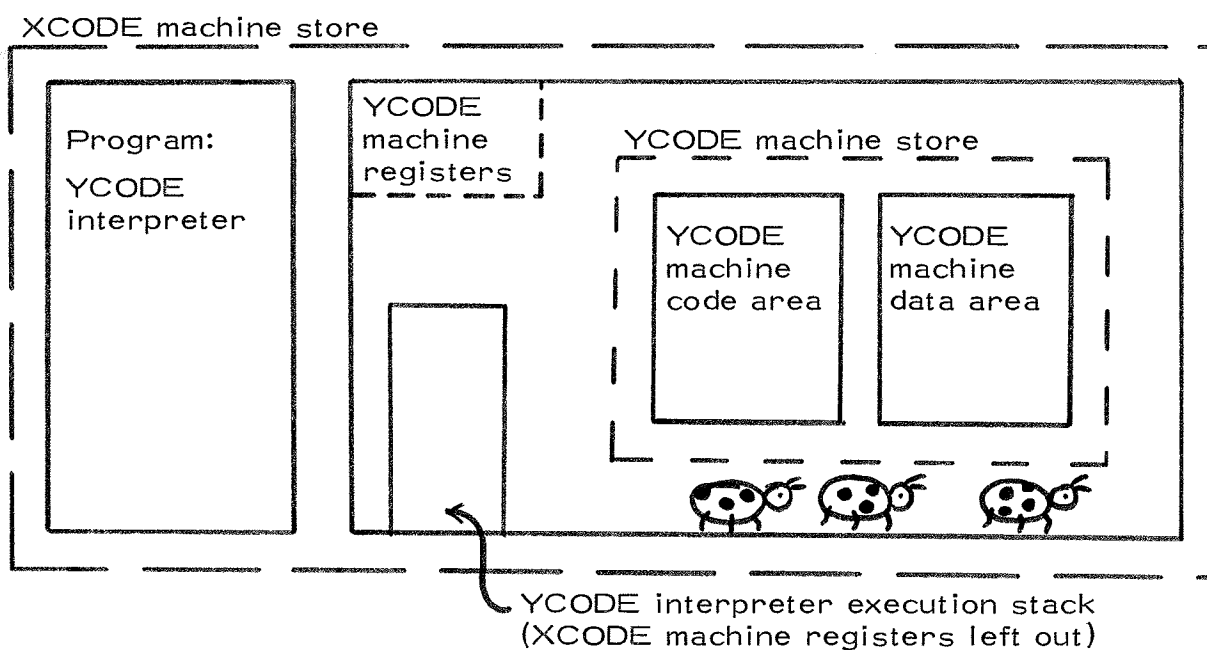 XCODE machine store
Program:
YCODE
interpreter
YCODE
machine
registers
YCODE machine store
YCODE
machine
code area
YCODE
machine
data area
YCODE interpreter execution stack
(XCODE machine registers left out)